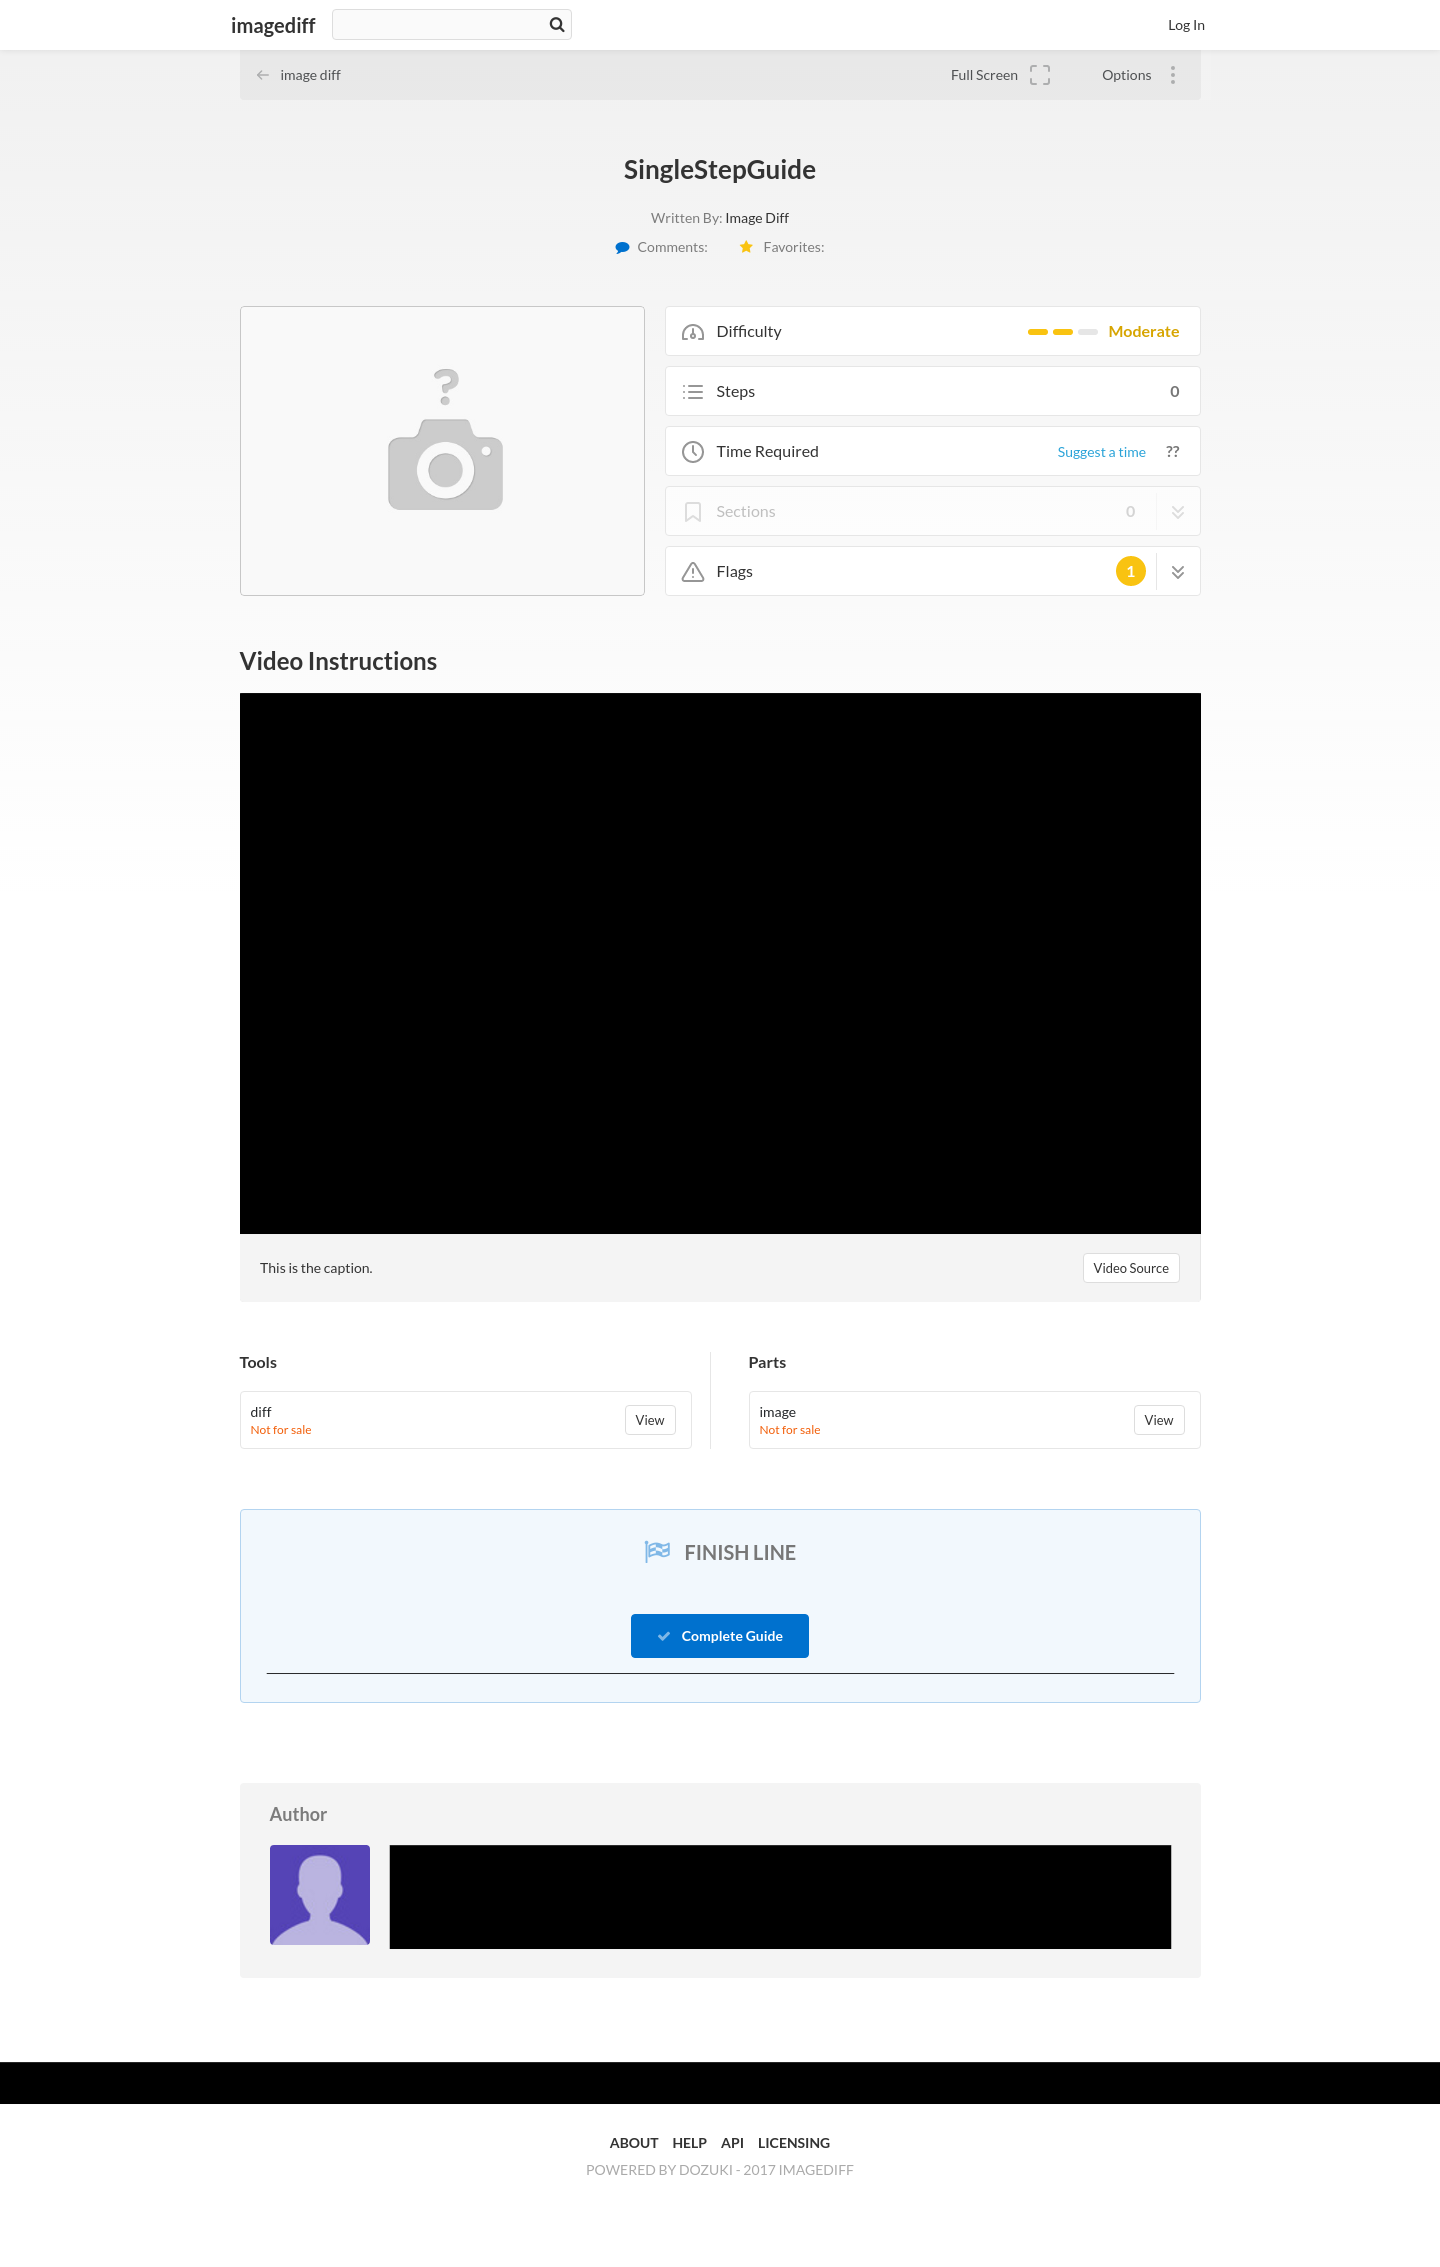 imagediff
Log In
image diff
Full Screen
Options
SingleStepGuide
Written By: Image Diff
Comments:
Favorites:
?
Difficulty
Moderate
Steps
0
Time Required
Suggest a time
??
Sections
0
Flags
1
Video Instructions
This is the caption.
Video Source
Tools
diff
Not for sale
View
Parts
image
Not for sale
View
FINISH LINE
Complete Guide
Author
ABOUT HELP API LICENSING
POWERED BY DOZUKI - 2017 IMAGEDIFF